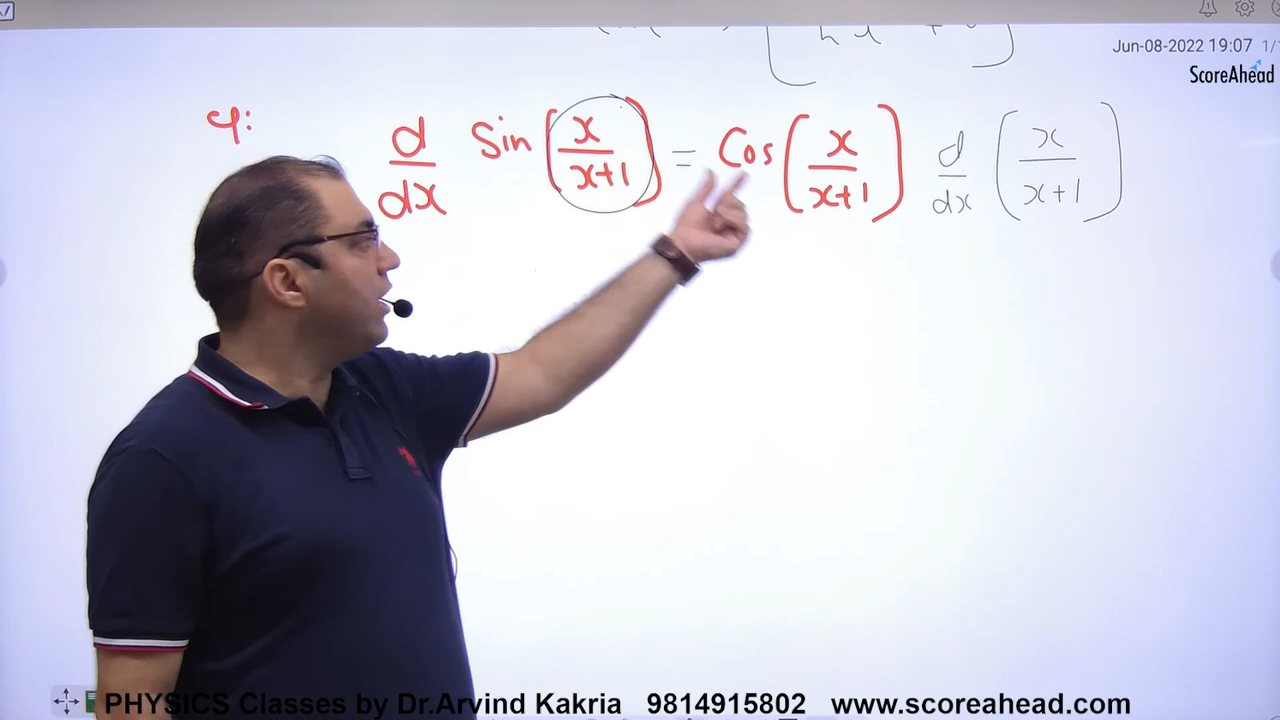 Jun-08-2022 19:07 1/
ScoreAhead
4:
d/dx Sin(x/(x+1)) = Cos(x/(x+1)) d/dx (x/(x+1))
PHYSICS Classes by Dr.Arvind Kakria 9814915802 www.scoreahead.com